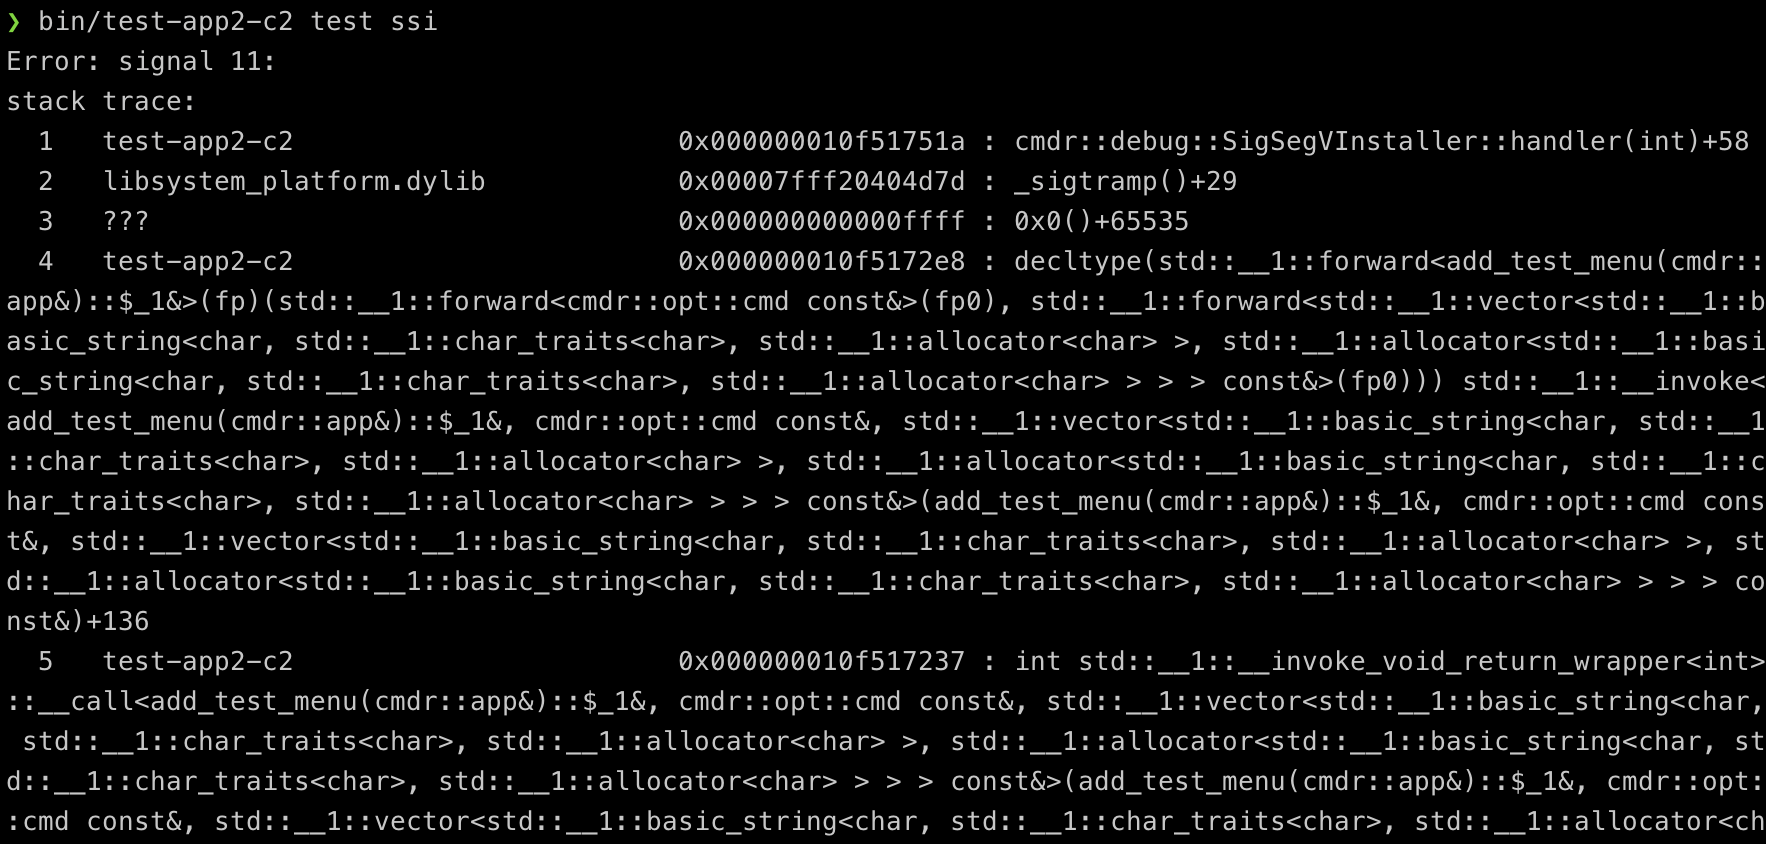 ❯ bin/test-app2-c2 test ssi
Error: signal 11:
stack trace:
  1   test-app2-c2                        0x000000010f51751a : cmdr::debug::SigSegVInstaller::handler(int)+58
  2   libsystem_platform.dylib            0x00007fff20404d7d : _sigtramp()+29
  3   ???                                 0x000000000000ffff : 0x0()+65535
  4   test-app2-c2                        0x000000010f5172e8 : decltype(std::__1::forward<add_test_menu(cmdr::
app&)::$_1&>(fp)(std::__1::forward<cmdr::opt::cmd const&>(fp0), std::__1::forward<std::__1::vector<std::__1::b
asic_string<char, std::__1::char_traits<char>, std::__1::allocator<char> >, std::__1::allocator<std::__1::basi
c_string<char, std::__1::char_traits<char>, std::__1::allocator<char> > > > const&>(fp0))) std::__1::__invoke<
add_test_menu(cmdr::app&)::$_1&, cmdr::opt::cmd const&, std::__1::vector<std::__1::basic_string<char, std::__1
::char_traits<char>, std::__1::allocator<char> >, std::__1::allocator<std::__1::basic_string<char, std::__1::c
har_traits<char>, std::__1::allocator<char> > > > const&>(add_test_menu(cmdr::app&)::$_1&, cmdr::opt::cmd cons
t&, std::__1::vector<std::__1::basic_string<char, std::__1::char_traits<char>, std::__1::allocator<char> >, st
d::__1::allocator<std::__1::basic_string<char, std::__1::char_traits<char>, std::__1::allocator<char> > > > co
nst&)+136
  5   test-app2-c2                        0x000000010f517237 : int std::__1::__invoke_void_return_wrapper<int>
::__call<add_test_menu(cmdr::app&)::$_1&, cmdr::opt::cmd const&, std::__1::vector<std::__1::basic_string<char,
 std::__1::char_traits<char>, std::__1::allocator<char> >, std::__1::allocator<std::__1::basic_string<char, st
d::__1::char_traits<char>, std::__1::allocator<char> > > > const&>(add_test_menu(cmdr::app&)::$_1&, cmdr::opt:
:cmd const&, std::__1::vector<std::__1::basic_string<char, std::__1::char_traits<char>, std::__1::allocator<ch